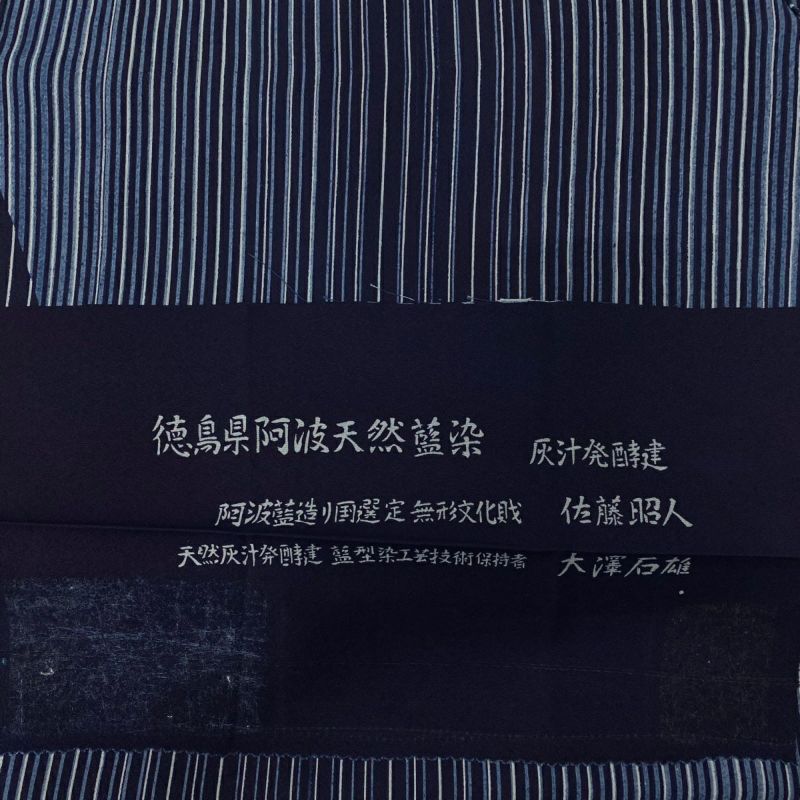 徳島県阿波天然藍染 灰汁発酵建
阿波藍造り国選定無形文化財 佐藤昭人
天然灰汁発酵建 藍型染工芸技術保持者 大澤石雄